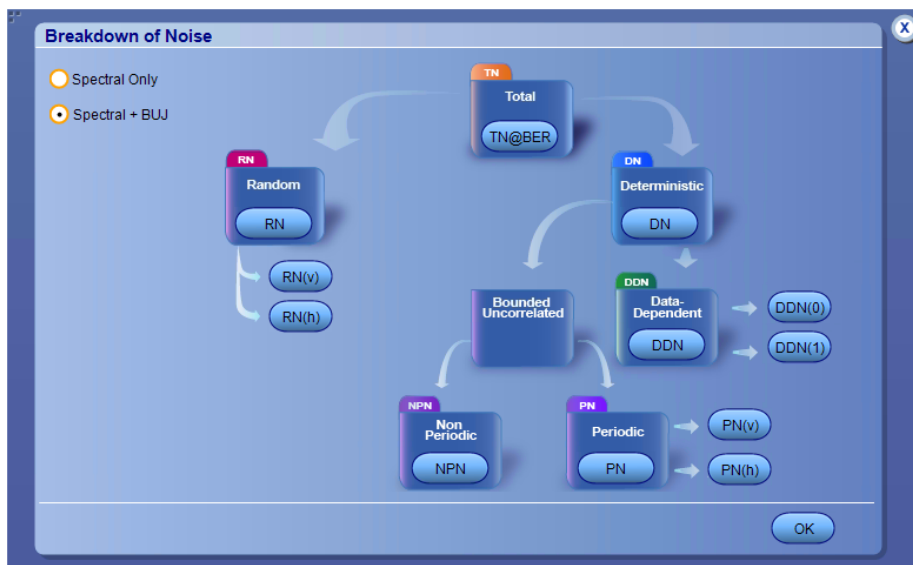 Breakdown of Noise
X
Spectral Only
Spectral + BUJ
TN
Total
TN@BER
RN
Random
RN
RN(v)
RN(h)
DN
Deterministic
DN
Bounded
Uncorrelated
DDN
Data-
Dependent
DDN
DDN(0)
DDN(1)
NPN
Non
Periodic
NPN
PN
Periodic
PN
PN(v)
PN(h)
OK